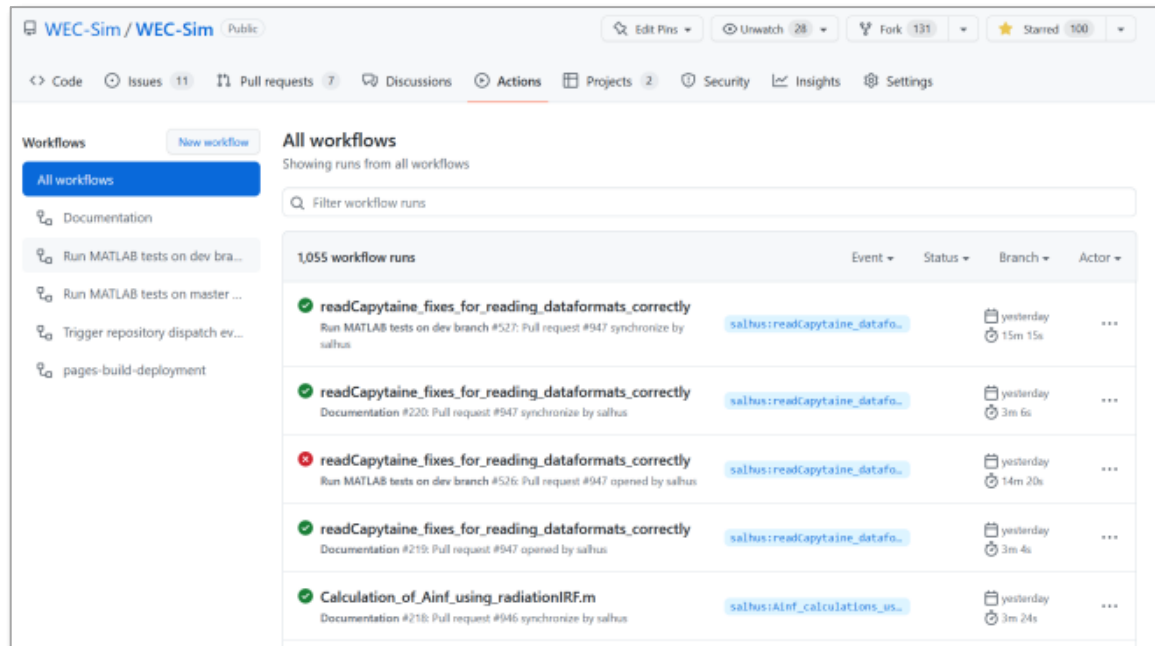 WEC-Sim / WEC-Sim Public
Edit Pins
Unwatch 28
Fork 131
Starred 100
Code
Issues 11
Pull requests 7
Discussions
Actions
Projects 2
Security
Insights
Settings
Workflows
New workflow
All workflows
Documentation
Run MATLAB tests on dev bra...
Run MATLAB tests on master ...
Trigger repository dispatch ev...
pages-build-deployment
All workflows
Showing runs from all workflows
Filter workflow runs
1,055 workflow runs
Event
Status
Branch
Actor
readCapytaine_fixes_for_reading_dataformats_correctly
Run MATLAB tests on dev branch #527: Pull request #947 synchronize by
salhus
salhus:readCapytaine_datafo…
yesterday
15m 15s
readCapytaine_fixes_for_reading_dataformats_correctly
Documentation #220: Pull request #947 synchronize by salhus
salhus:readCapytaine_datafo…
yesterday
3m 6s
readCapytaine_fixes_for_reading_dataformats_correctly
Run MATLAB tests on dev branch #526: Pull request #947 opened by salhus
salhus:readCapytaine_datafo…
yesterday
14m 20s
readCapytaine_fixes_for_reading_dataformats_correctly
Documentation #219: Pull request #947 opened by salhus
salhus:readCapytaine_datafo…
yesterday
3m 4s
Calculation_of_Ainf_using_radiationIRF.m
Documentation #218: Pull request #946 synchronize by salhus
salhus:Ainf_calculations_us…
yesterday
3m 24s